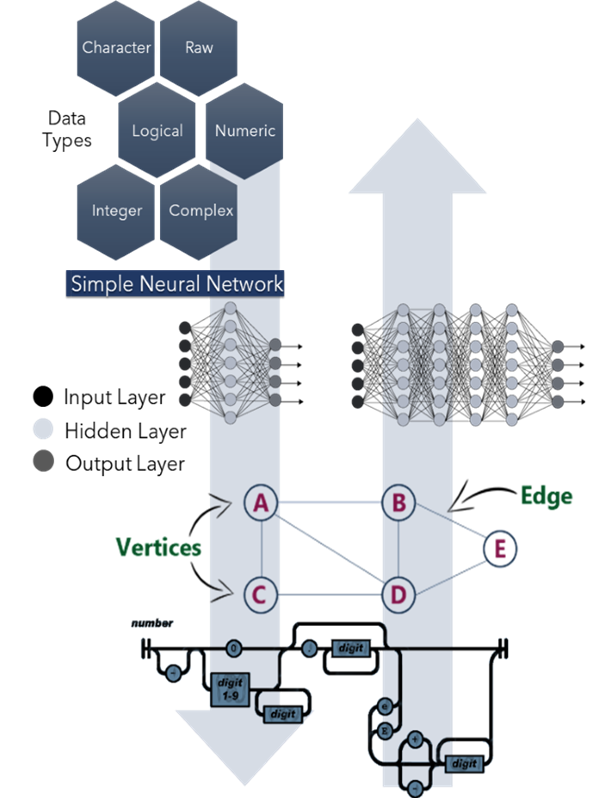 Character
Raw
Data
Types
Logical
Numeric
Integer
Complex
Simple Neural Network
Input Layer
Hidden Layer
Output Layer
A
B
Edge
Vertices
E
C
D
number
0
digit
digit
1-9
digit
e
E
+
digit
-